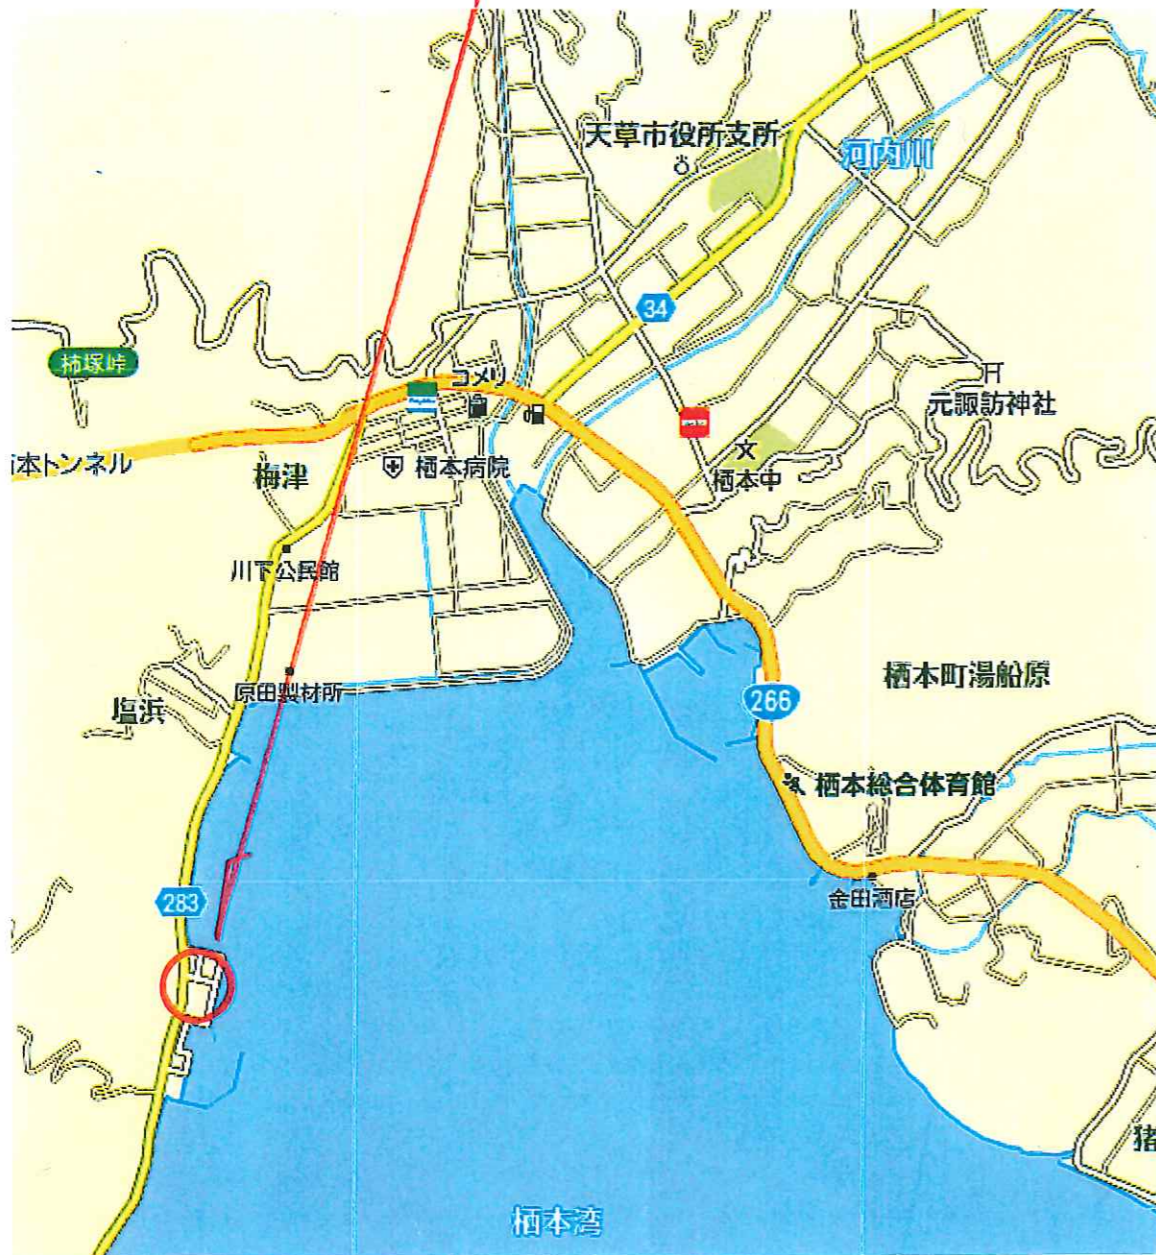 天草市役所支所
河内川
34
柿塚峠
コメリ
元諏訪神社
本トンネル
梅津
栖本病院
栖本中
川下公民館
原田製材所
塩浜
栖本町湯船原
266
栖本総合体育館
283
金田酒店
猪
栖本湾